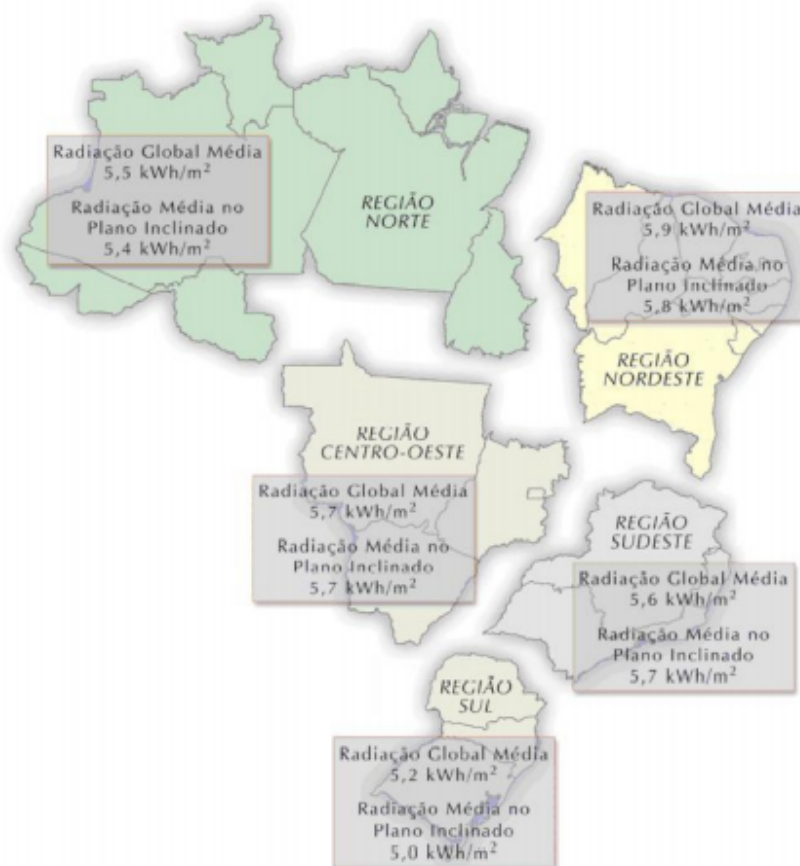 Radiação Global Média
5,5 kWh/m²
Radiação Média no
Plano Inclinado
5,4 kWh/m²
REGIÃO
NORTE
Radiação Global Média
5,9 kWh/m²
Radiação Média no
Plano Inclinado
5,8 kWh/m²
REGIÃO
NORDESTE
REGIÃO
CENTRO-OESTE
Radiação Global Média
5,7 kWh/m²
Radiação Média no
Plano Inclinado
5,7 kWh/m²
REGIÃO
SUDESTE
Radiação Global Média
5,6 kWh/m²
Radiação Média no
Plano Inclinado
5,7 kWh/m²
REGIÃO
SUL
Radiação Global Média
5,2 kWh/m²
Radiação Média no
Plano Inclinado
5,0 kWh/m²